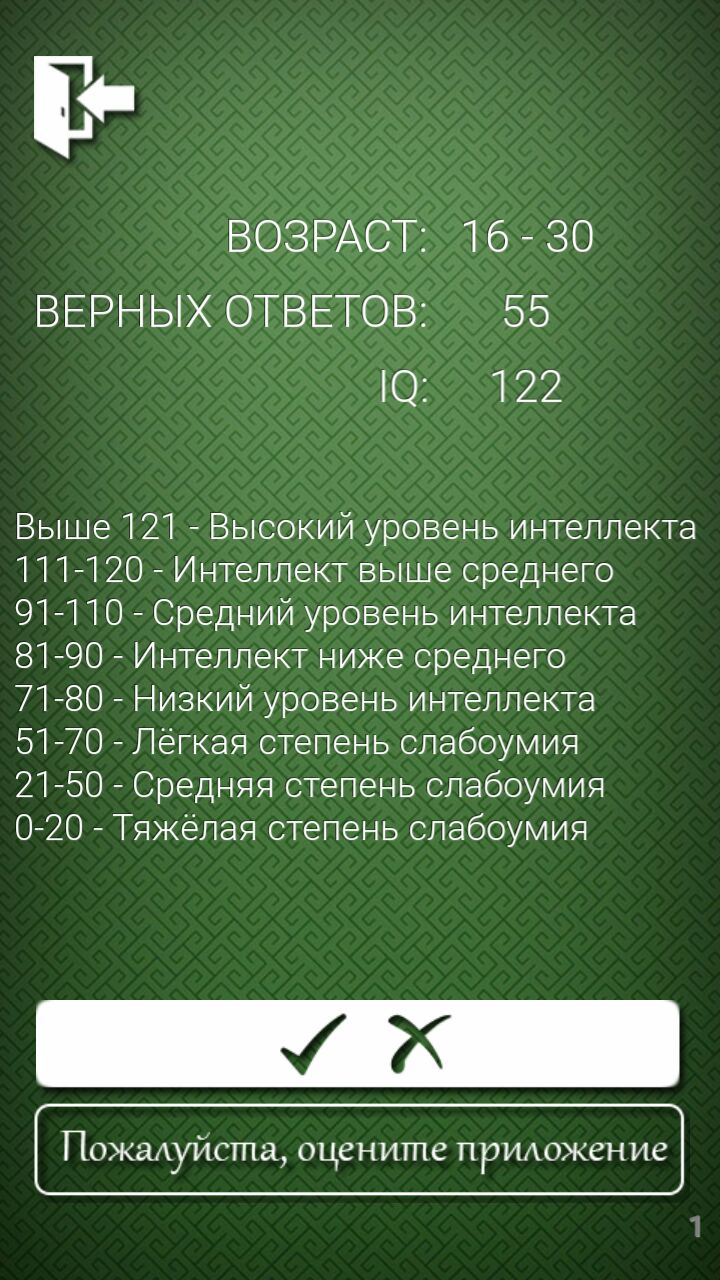 ВОЗРАСТ: 16 - 30
ВЕРНЫХ ОТВЕТОВ: 55
IQ: 122
Выше 121 - Высокий уровень интеллекта
111-120 - Интеллект выше среднего
91-110 - Средний уровень интеллекта
81-90 - Интеллект ниже среднего
71-80 - Низкий уровень интеллекта
51-70 - Лёгкая степень слабоумия
21-50 - Средняя степень слабоумия
0-20 - Тяжёлая степень слабоумия
Пожалуйста, оцените приложение
1